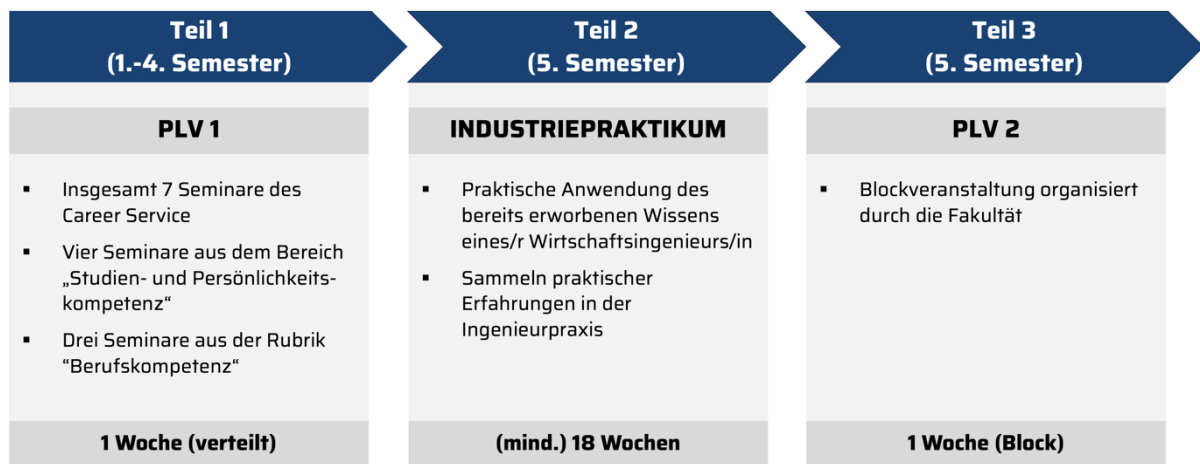 Teil 1
(1.-4. Semester)
PLV 1
▪ Insgesamt 7 Seminare des
Career Service
▪ Vier Seminare aus dem Bereich
„Studien- und Persönlichkeits-
kompetenz“
▪ Drei Seminare aus der Rubrik
“Berufskompetenz“
1 Woche (verteilt)
Teil 2
(5. Semester)
INDUSTRIEPRAKTIKUM
▪ Praktische Anwendung des
bereits erworbenen Wissens
eines/r Wirtschaftsingenieurs/in
▪ Sammeln praktischer
Erfahrungen in der
Ingenieurpraxis
(mind.) 18 Wochen
Teil 3
(5. Semester)
PLV 2
▪ Blockveranstaltung organisiert
durch die Fakultät
1 Woche (Block)